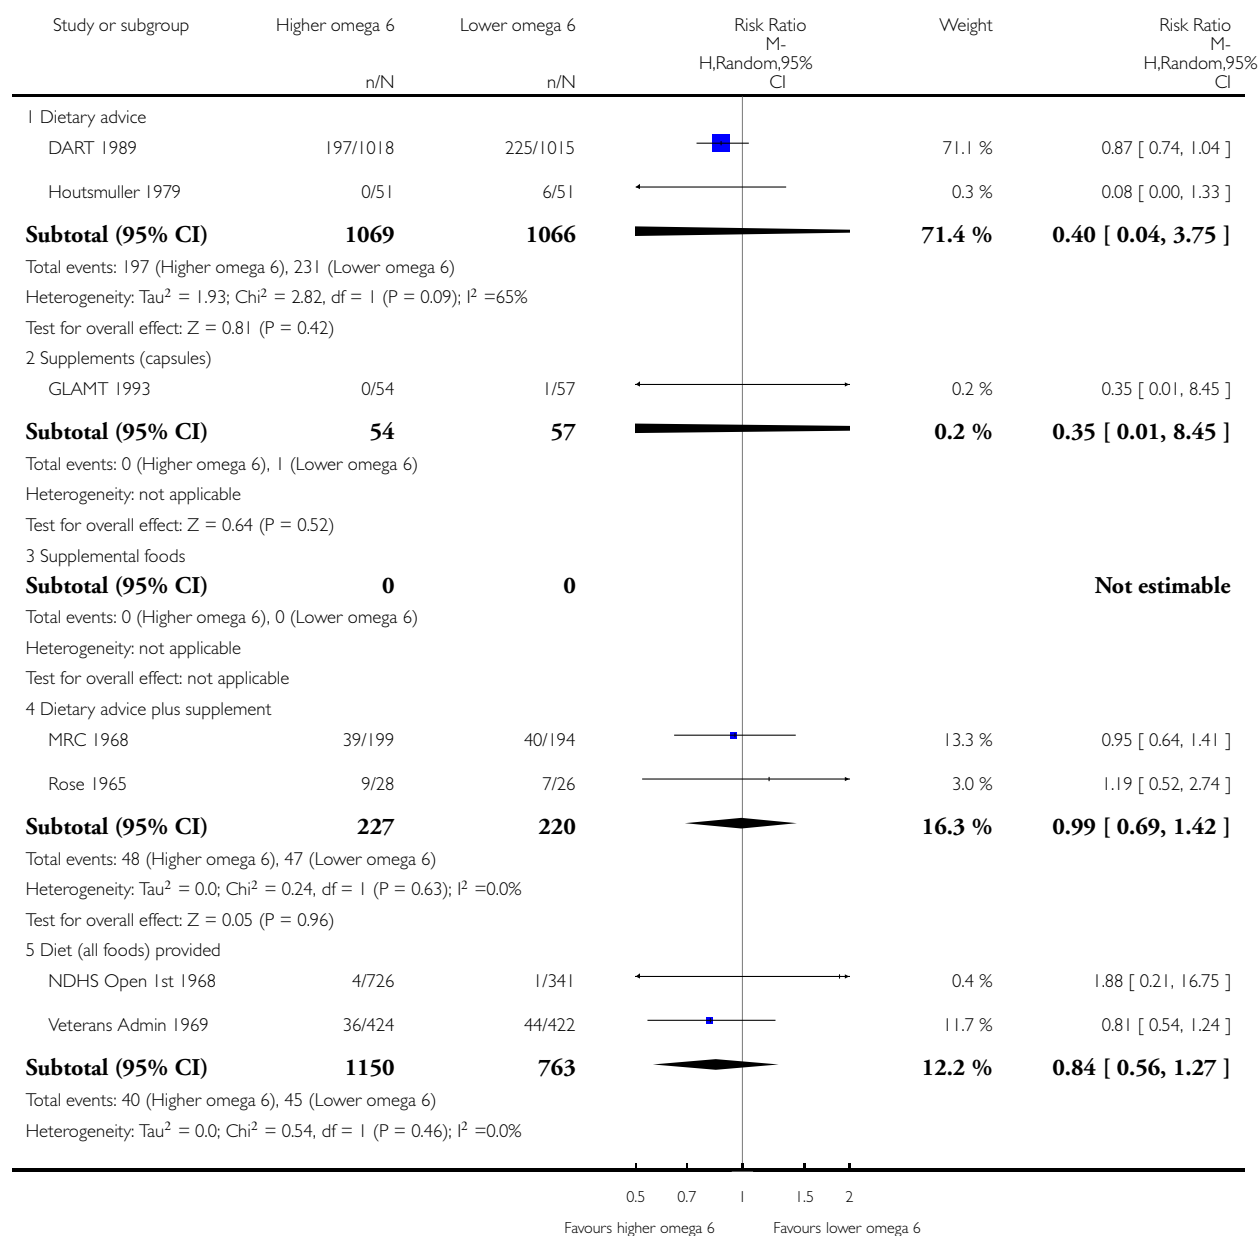 Study or subgroup Higher omega 6 Lower omega 6 Risk Ratio Weight Risk Ratio
M- M-
H,Random,95% H,Random,95%
n/N n/N CI CI
1 Dietary advice
DART 1989 197/1018 225/1015 71.1 % 0.87 [ 0.74, 1.04 ]
Houtsmuller 1979 0/51 6/51 0.3 % 0.08 [ 0.00, 1.33 ]
Subtotal (95% CI) 1069 1066 71.4 % 0.40 [ 0.04, 3.75 ]
Total events: 197 (Higher omega 6), 231 (Lower omega 6)
Heterogeneity: Tau² = 1.93; Chi² = 2.82, df = 1 (P = 0.09); I² =65%
Test for overall effect: Z = 0.81 (P = 0.42)
2 Supplements (capsules)
GLAMT 1993 0/54 1/57 0.2 % 0.35 [ 0.01, 8.45 ]
Subtotal (95% CI) 54 57 0.2 % 0.35 [ 0.01, 8.45 ]
Total events: 0 (Higher omega 6), 1 (Lower omega 6)
Heterogeneity: not applicable
Test for overall effect: Z = 0.64 (P = 0.52)
3 Supplemental foods
Subtotal (95% CI) 0 0 Not estimable
Total events: 0 (Higher omega 6), 0 (Lower omega 6)
Heterogeneity: not applicable
Test for overall effect: not applicable
4 Dietary advice plus supplement
MRC 1968 39/199 40/194 13.3 % 0.95 [ 0.64, 1.41 ]
Rose 1965 9/28 7/26 3.0 % 1.19 [ 0.52, 2.74 ]
Subtotal (95% CI) 227 220 16.3 % 0.99 [ 0.69, 1.42 ]
Total events: 48 (Higher omega 6), 47 (Lower omega 6)
Heterogeneity: Tau² = 0.0; Chi² = 0.24, df = 1 (P = 0.63); I² =0.0%
Test for overall effect: Z = 0.05 (P = 0.96)
5 Diet (all foods) provided
NDHS Open 1st 1968 4/726 1/341 0.4 % 1.88 [ 0.21, 16.75 ]
Veterans Admin 1969 36/424 44/422 11.7 % 0.81 [ 0.54, 1.24 ]
Subtotal (95% CI) 1150 763 12.2 % 0.84 [ 0.56, 1.27 ]
Total events: 40 (Higher omega 6), 45 (Lower omega 6)
Heterogeneity: Tau² = 0.0; Chi² = 0.54, df = 1 (P = 0.46); I² =0.0%
0.5 0.7 1 1.5 2
Favours higher omega 6 Favours lower omega 6